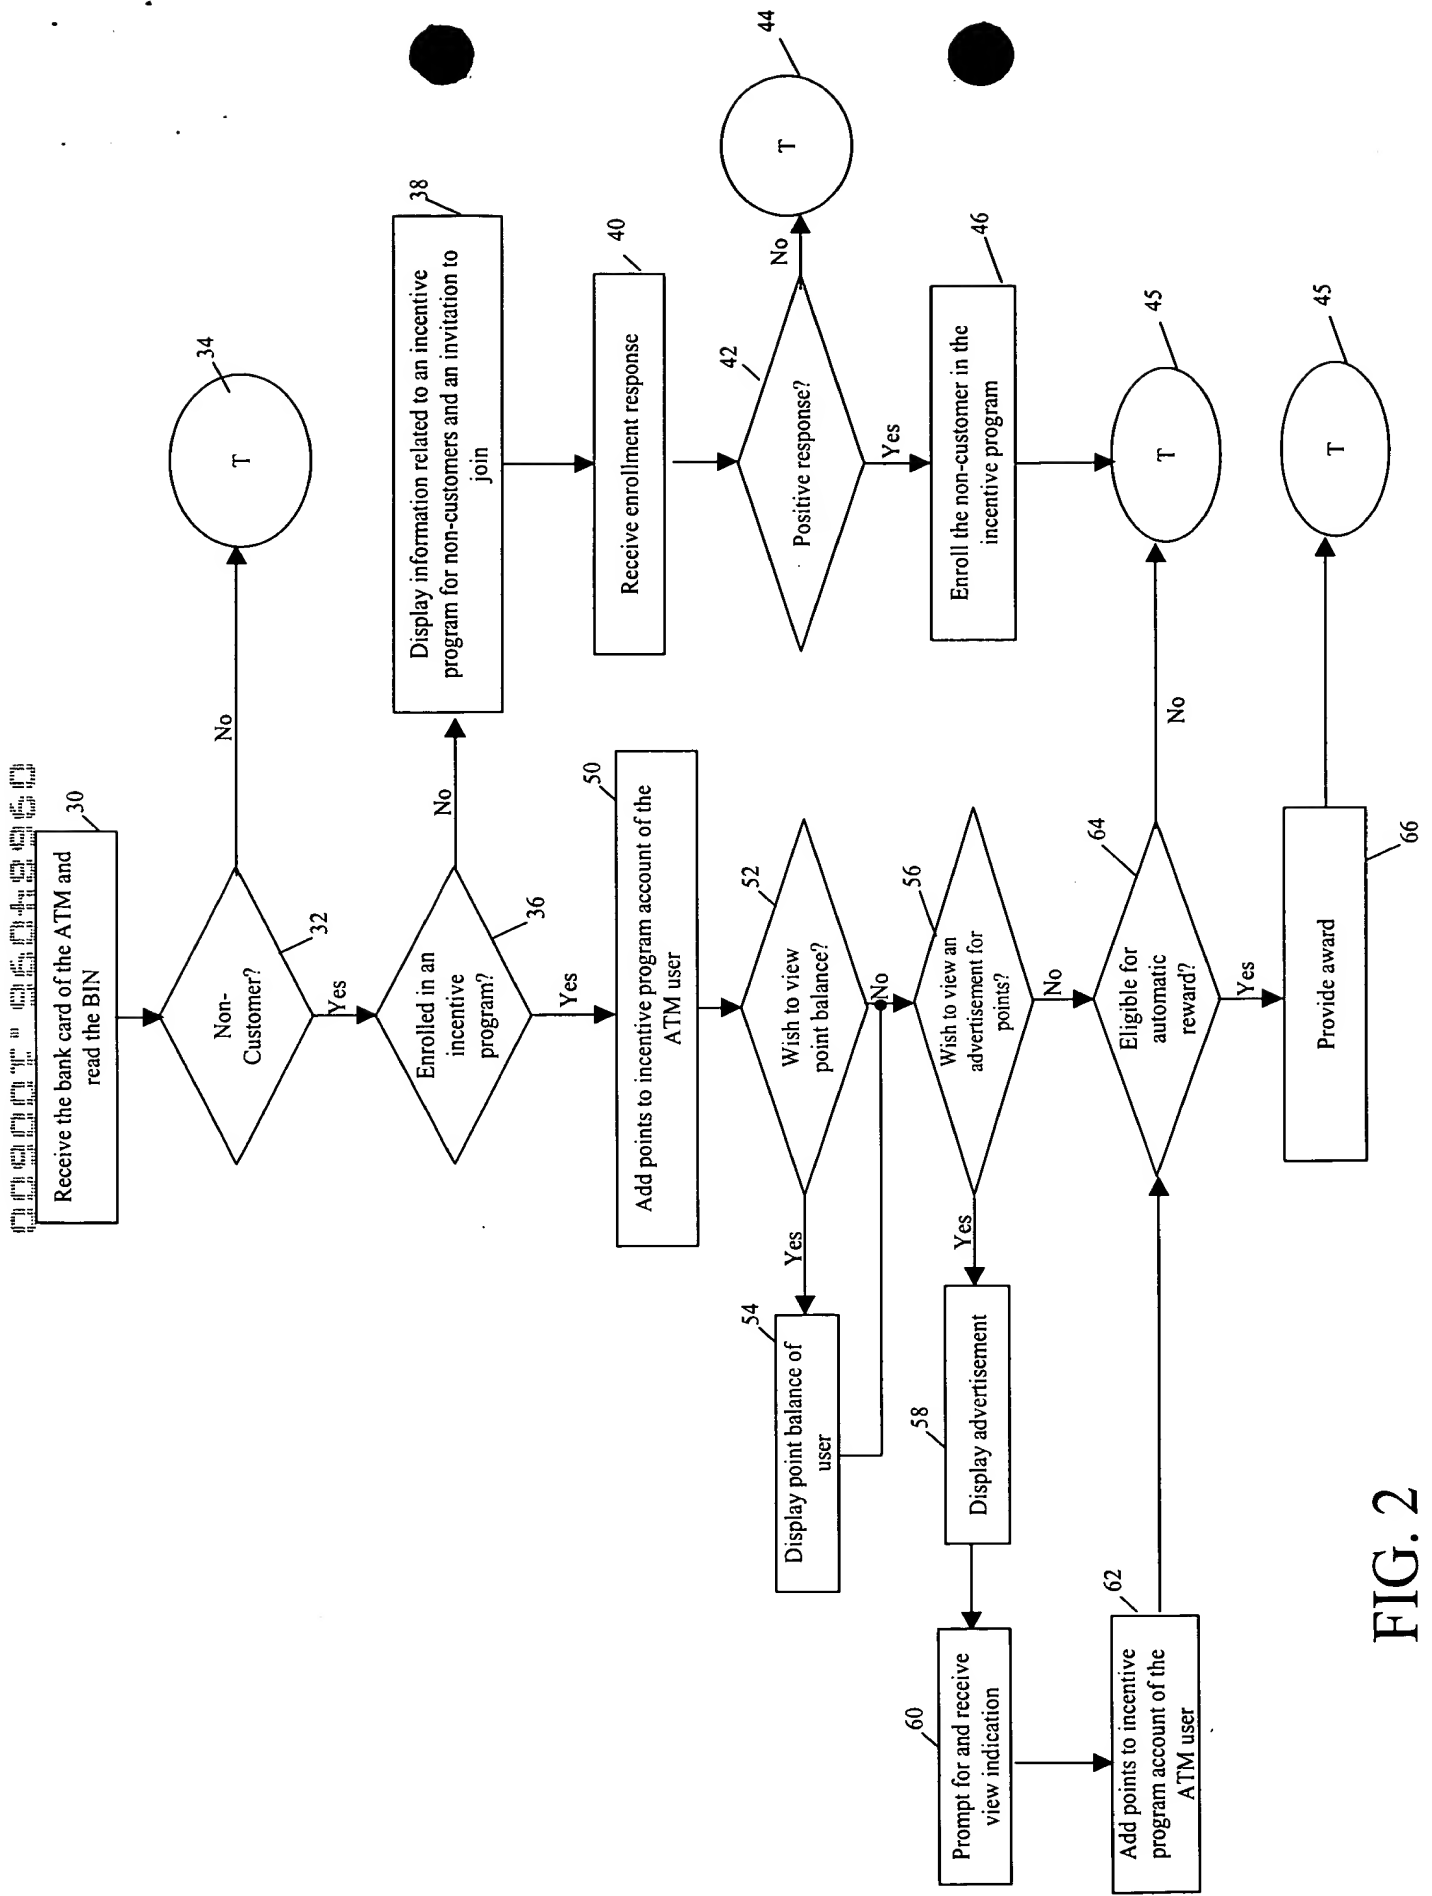 30
Receive the bank card of the ATM and
read the BIN
Non-
Customer?
32
No
34
T
Yes
Enrolled in an
incentive
program?
36
No
38
Display information related to an incentive
program for non-customers and an invitation to
join
40
Receive enrollment response
42
Positive response?
No
44
T
Yes
46
Enroll the non-customer in the
incentive program
45
T
Yes
50
Add points to incentive program account of the
ATM user
52
Wish to view
point balance?
Yes
54
Display point balance of
user
No
56
Wish to view an
advertisement for
points?
Yes
58
Display advertisement
60
Prompt for and receive
view indication
62
Add points to incentive
program account of the
ATM user
No
64
Eligible for
automatic
reward?
No
Yes
Provide award
66
45
T
FIG. 2